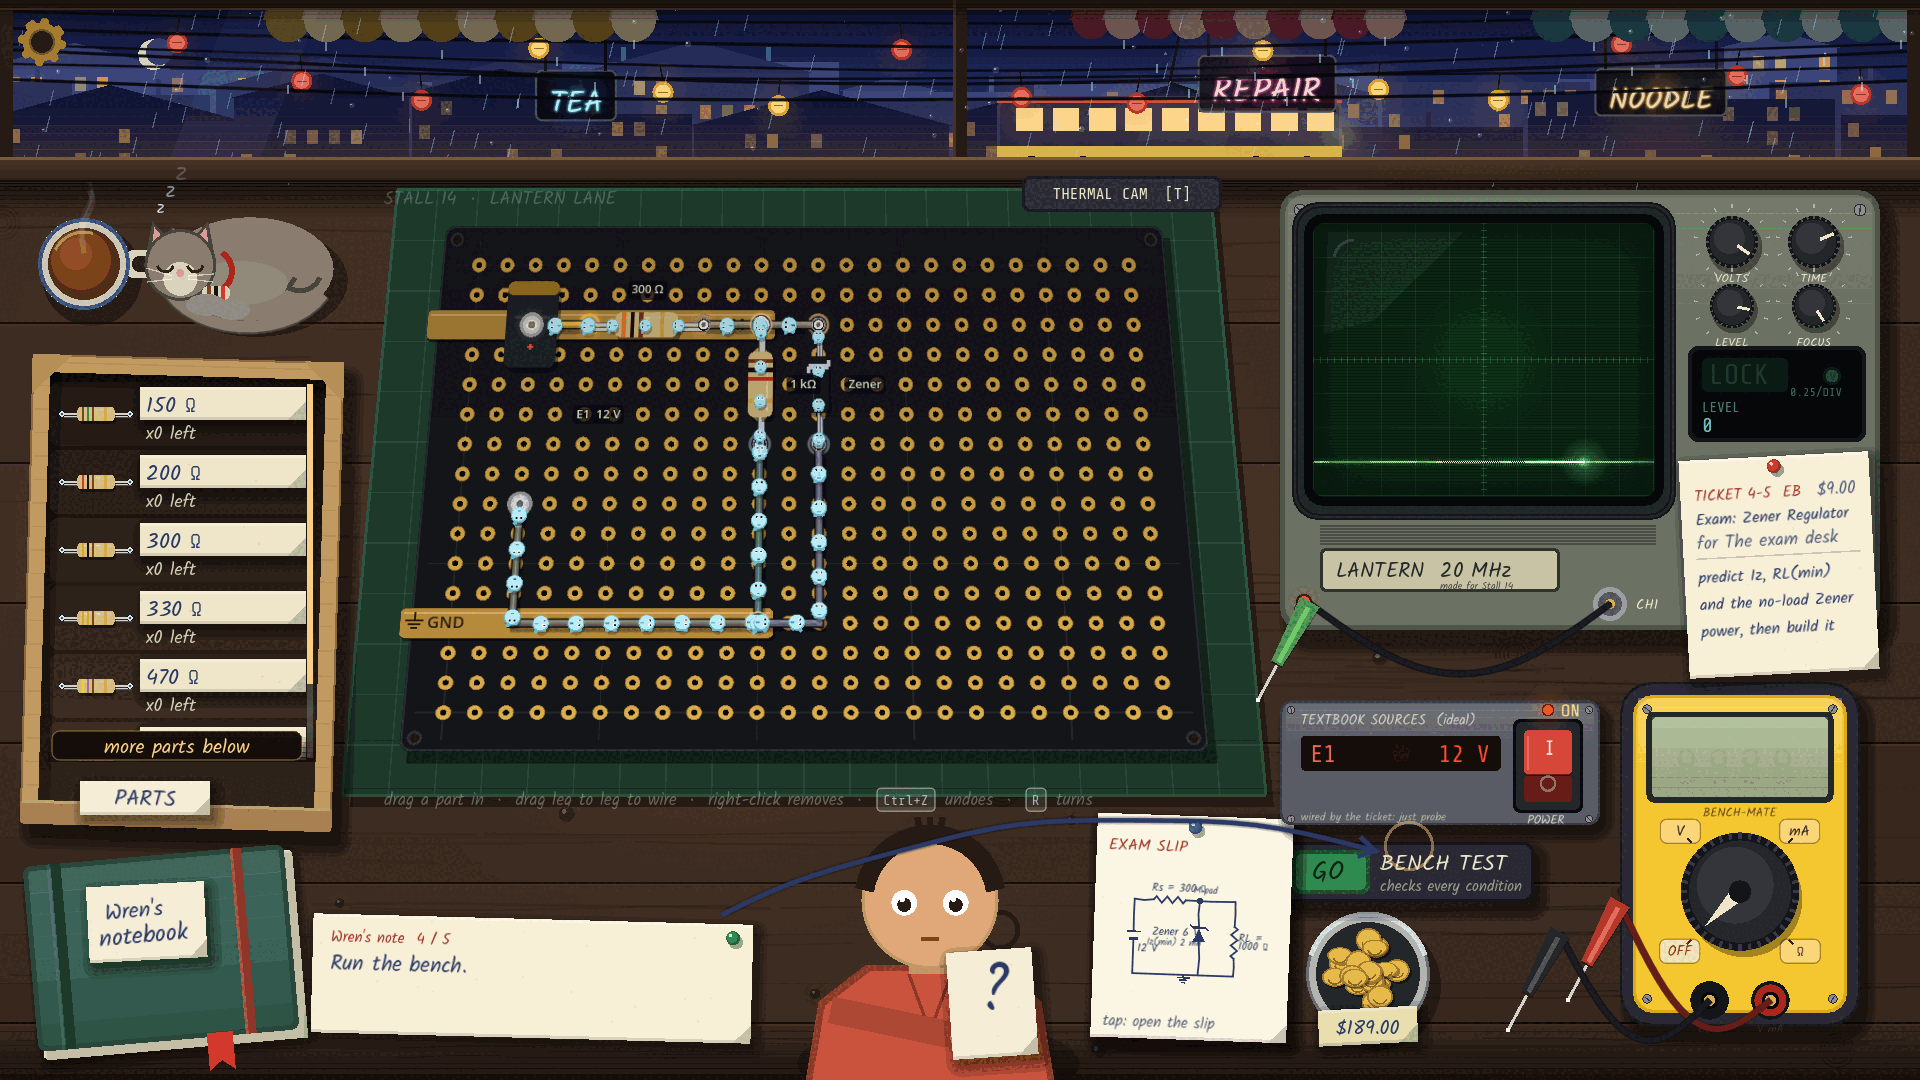 TEA
REPAIR
NOODLE
z
z
z
STALL 14 · LANTERN LANE
THERMAL CAM [T]
300 Ω
1 kΩ
Zener
E1 12 V
GND
150 Ω
x0 left
200 Ω
x0 left
300 Ω
x0 left
330 Ω
x0 left
470 Ω
x0 left
more parts below
PARTS
drag a part in · drag leg to leg to wire · right-click removes · Ctrl+Z undoes · R turns
VOLTS
TIME
LEVEL
FOCUS
LOCK
0.25/DIV
LEVEL
0
LANTERN 20 MHz
made for Stall 14
CH1
TICKET 4-5 EB $9.00
Exam: Zener Regulator
for The exam desk
predict Iz, RL(min)
and the no-load Zener
power, then build it
TEXTBOOK SOURCES (ideal)
ON
E1 12 V
I
wired by the ticket: just probe
POWER
BENCH-MATE
V
mA
OFF
Ω
GO
BENCH TEST
checks every condition
$189.00
EXAM SLIP
Rs = 300
Zener 6
12 V
RL =
1000 Ω
tap: open the slip
Wren's
notebook
Wren's note 4 / 5
Run the bench.
?